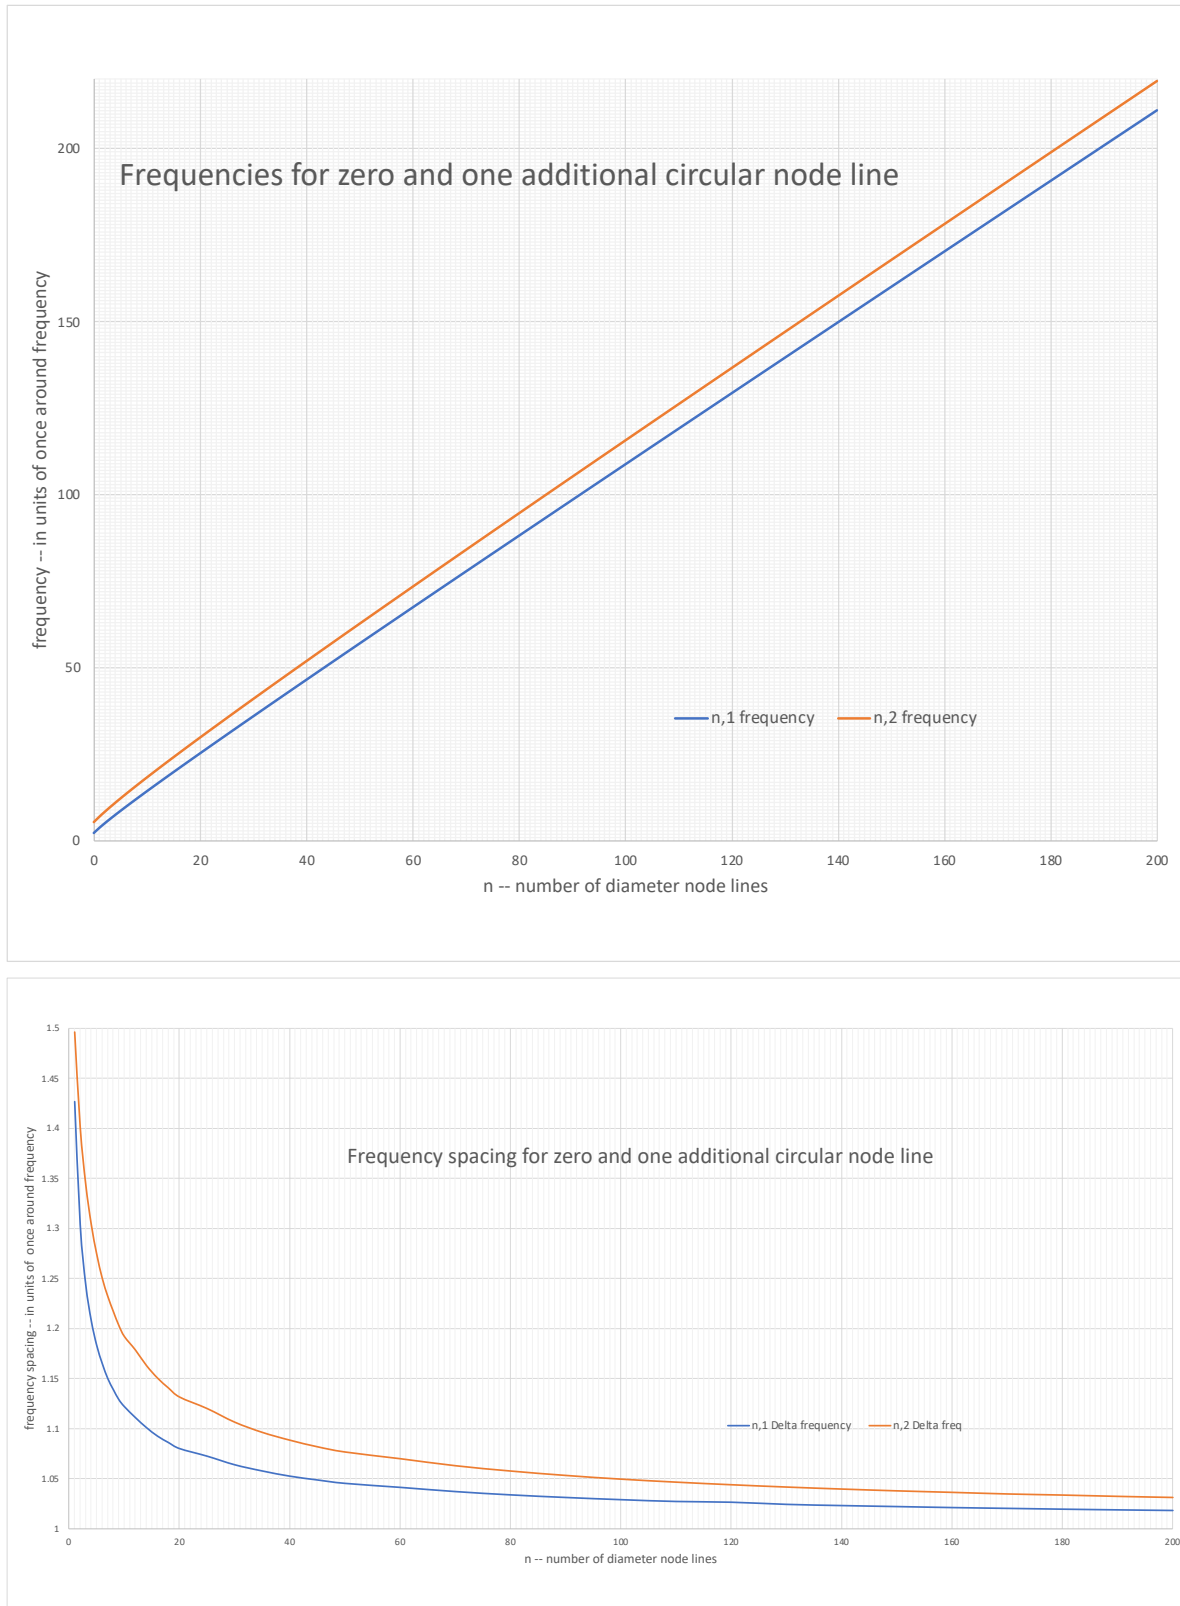 Frequencies for zero and one additional circular node line
frequency -- in units of once around frequency
200
150
100
50
0
n,1 frequency n,2 frequency
0 20 40 60 80 100 120 140 160 180 200
n -- number of diameter node lines
Frequency spacing for zero and one additional circular node line
frequency spacing -- in units of once around frequency
1.5
1.45
1.4
1.35
1.3
1.25
1.2
1.15
1.1
1.05
1
n,1 Delta frequency n,2 Delta freq
0 20 40 60 80 100 120 140 160 180 200
n -- number of diameter node lines